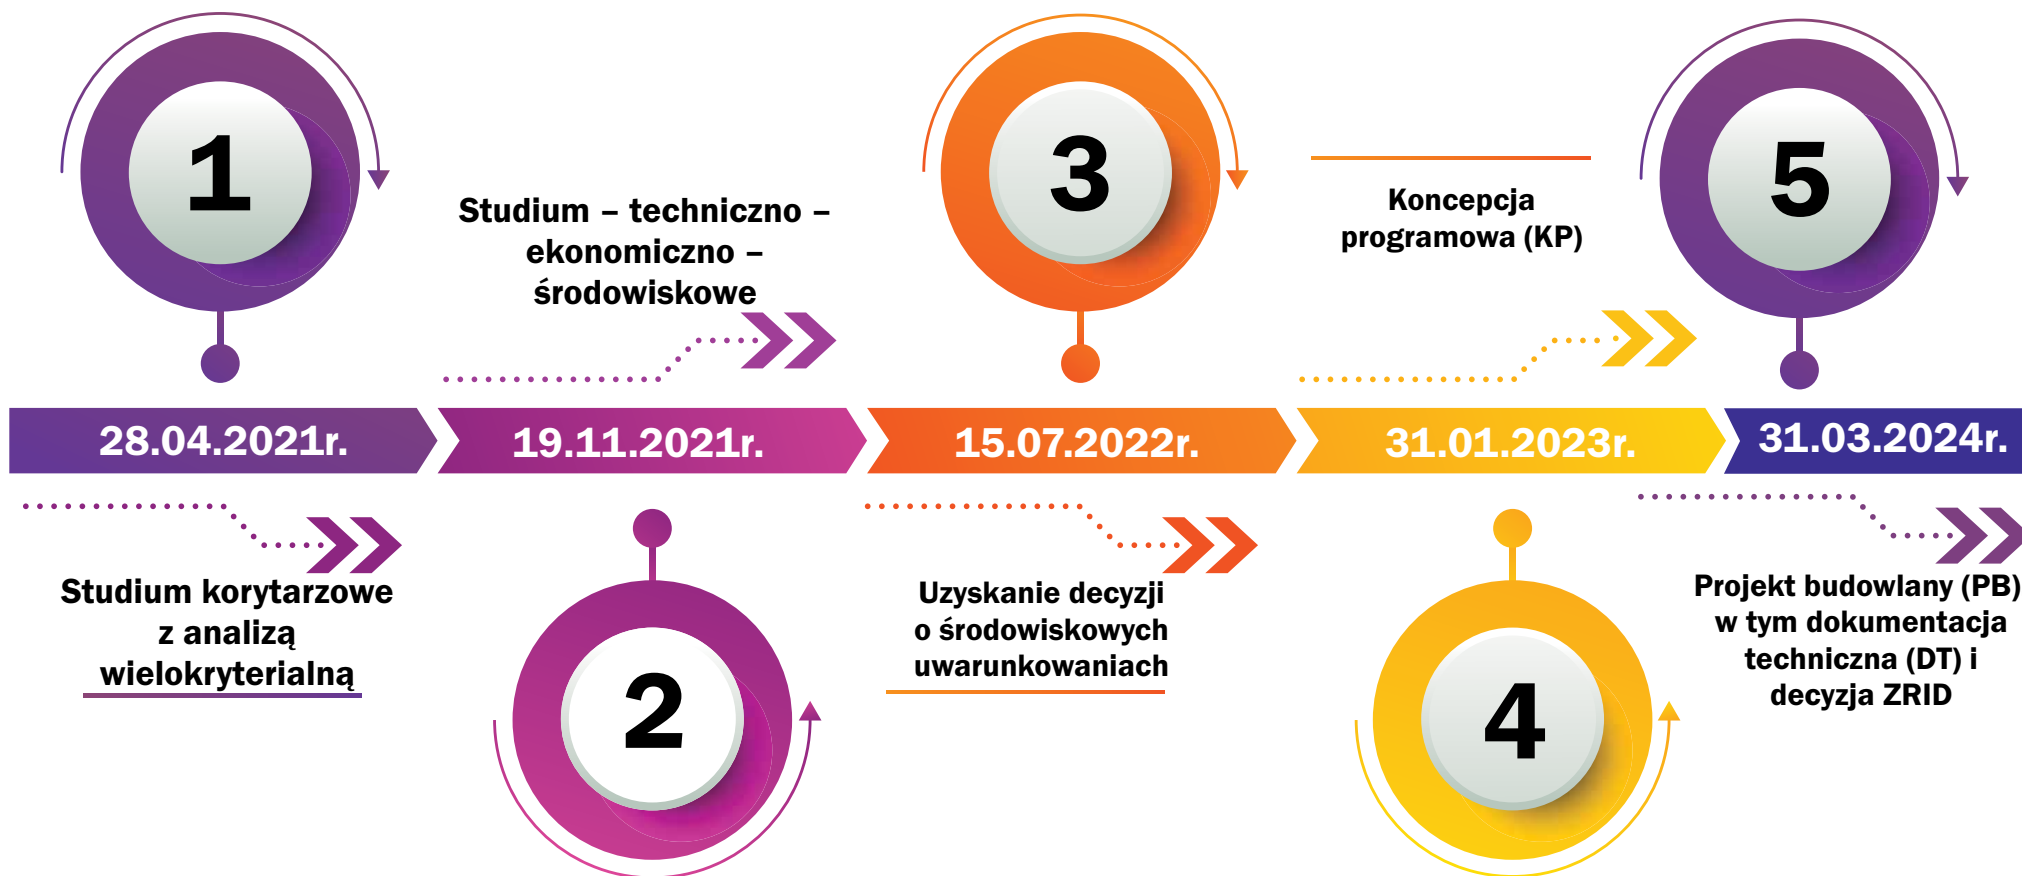 1
28.04.2021r.
Studium korytarzowe
z analizą
wielokryterialną
Studium – techniczno –
ekonomiczno –
środowiskowe
19.11.2021r.
2
3
15.07.2022r.
Uzyskanie decyzji
o środowiskowych
uwarunkowaniach
Koncepcja
programowa (KP)
31.01.2023r.
4
5
31.03.2024r.
Projekt budowlany (PB)
w tym dokumentacja
techniczna (DT) i
decyzja ZRID